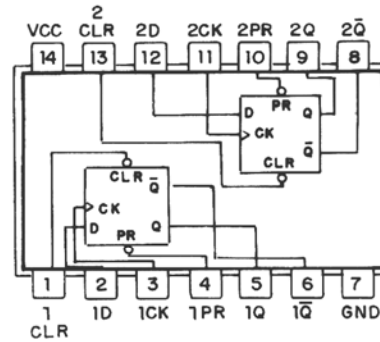 VCC 2 CLR 2D 2CK 2PR 2Q 2Q̅
14 13 12 11 10 9 8
PR
D Q
CK
CLR Q̅
CLR Q̅
CK
D Q
PR
1 2 3 4 5 6 7
1 CLR 1D 1CK 1PR 1Q 1Q̅ GND